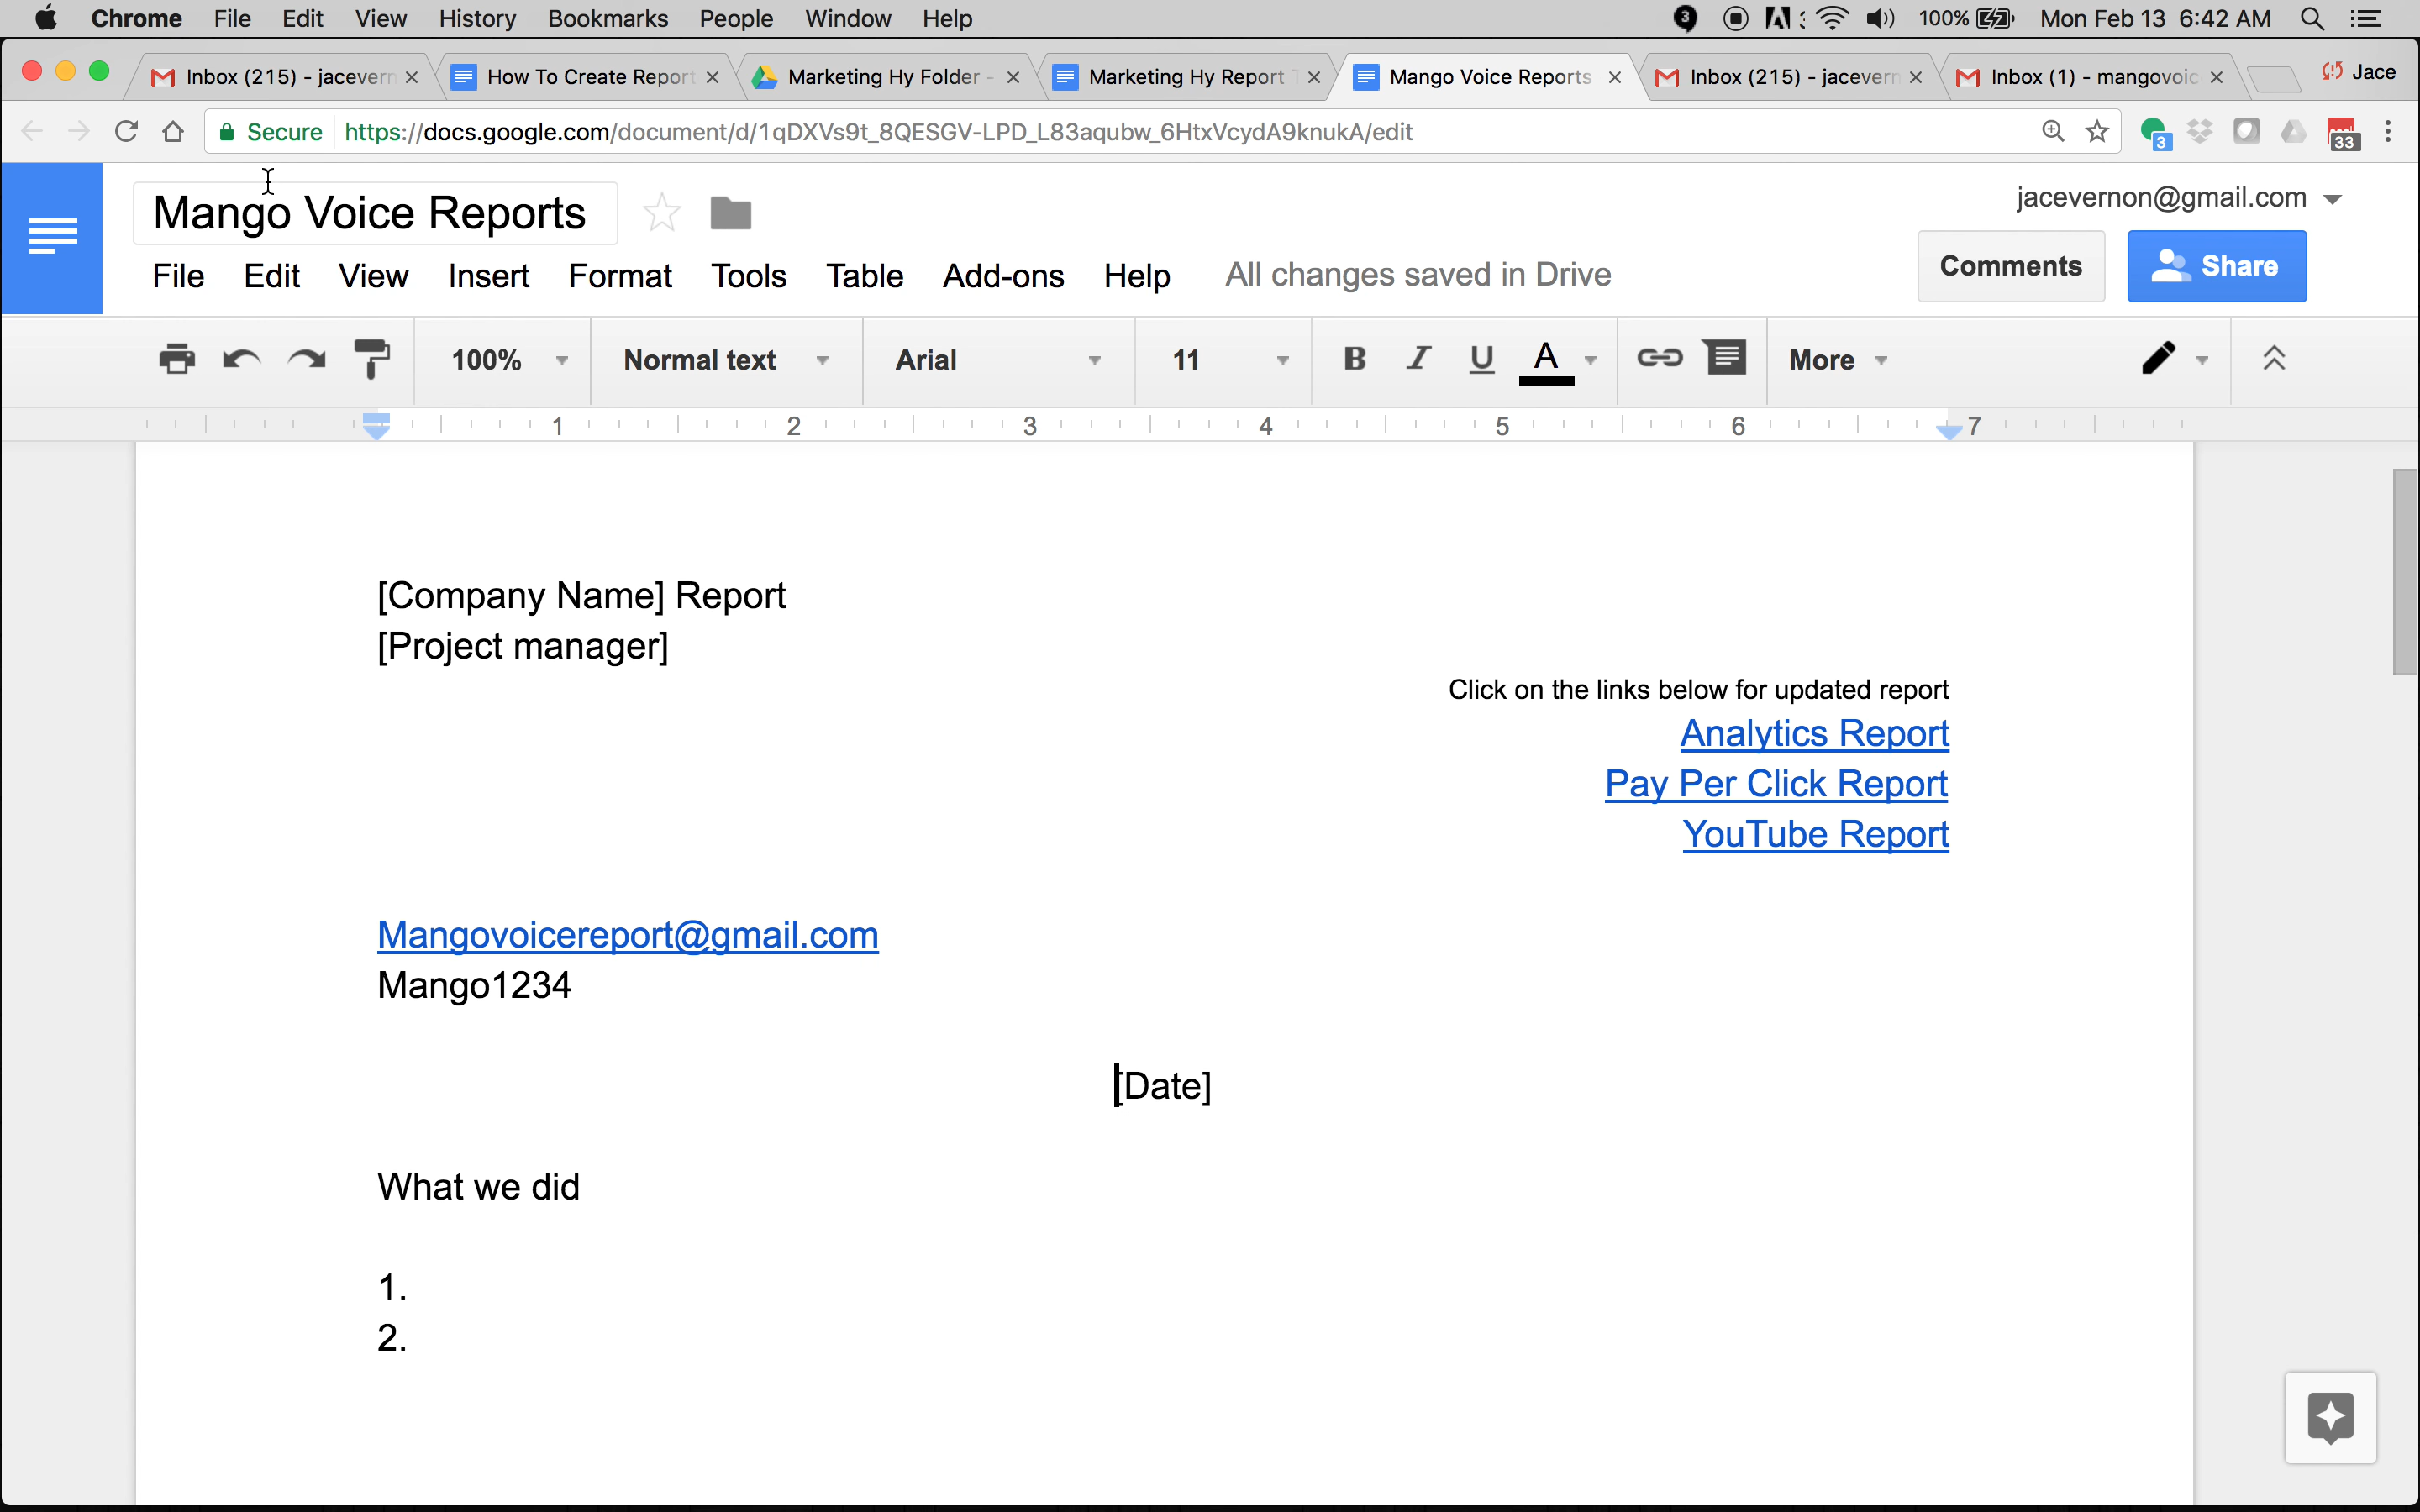 Chrome File Edit View History Bookmarks People Window Help 3 100% Mon Feb 13 6:42 AM
Inbox (215) - jacevern How To Create Report Marketing Hy Folder - Marketing Hy Report T Mango Voice Reports Inbox (215) - jacevern Inbox (1) - mangovoic Jace
Secure https://docs.google.com/document/d/1qDXVs9t_8QESGV-LPD_L83aqubw_6HtxVcydA9knukA/edit 3 33
Mango Voice Reports jacevernon@gmail.com
File Edit View Insert Format Tools Table Add-ons Help All changes saved in Drive Comments Share
100% Normal text Arial 11 B I U A More
1 2 3 4 5 6 7
[Company Name] Report
[Project manager]
Click on the links below for updated report
Analytics Report
Pay Per Click Report
YouTube Report
Mangovoicereport@gmail.com
Mango1234
[Date]
What we did
1.
2.